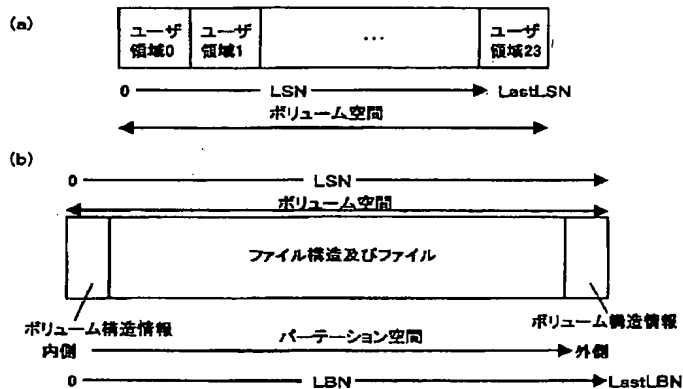 (a)
ユーザ 領域0
ユーザ 領域1
…
ユーザ 領域23
0 LSN LastLSN
ボリューム空間
(b)
0 LSN
ボリューム空間
ファイル構造及びファイル
ボリューム構造情報 ボリューム構造情報
内側 パーテーション空間 外側
0 LBN LastLBN